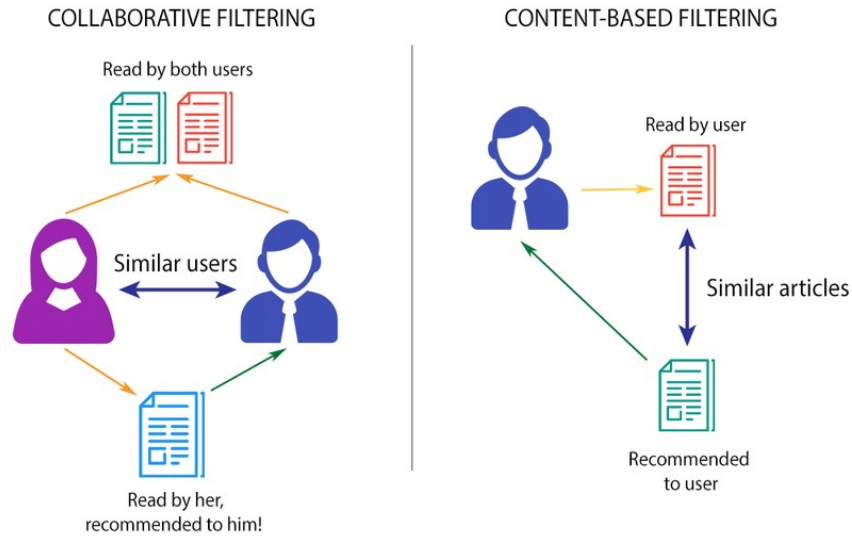 COLLABORATIVE FILTERING
Read by both users
Similar users
Read by her,
recommended to him!
CONTENT-BASED FILTERING
Read by user
Similar articles
Recommended
to user